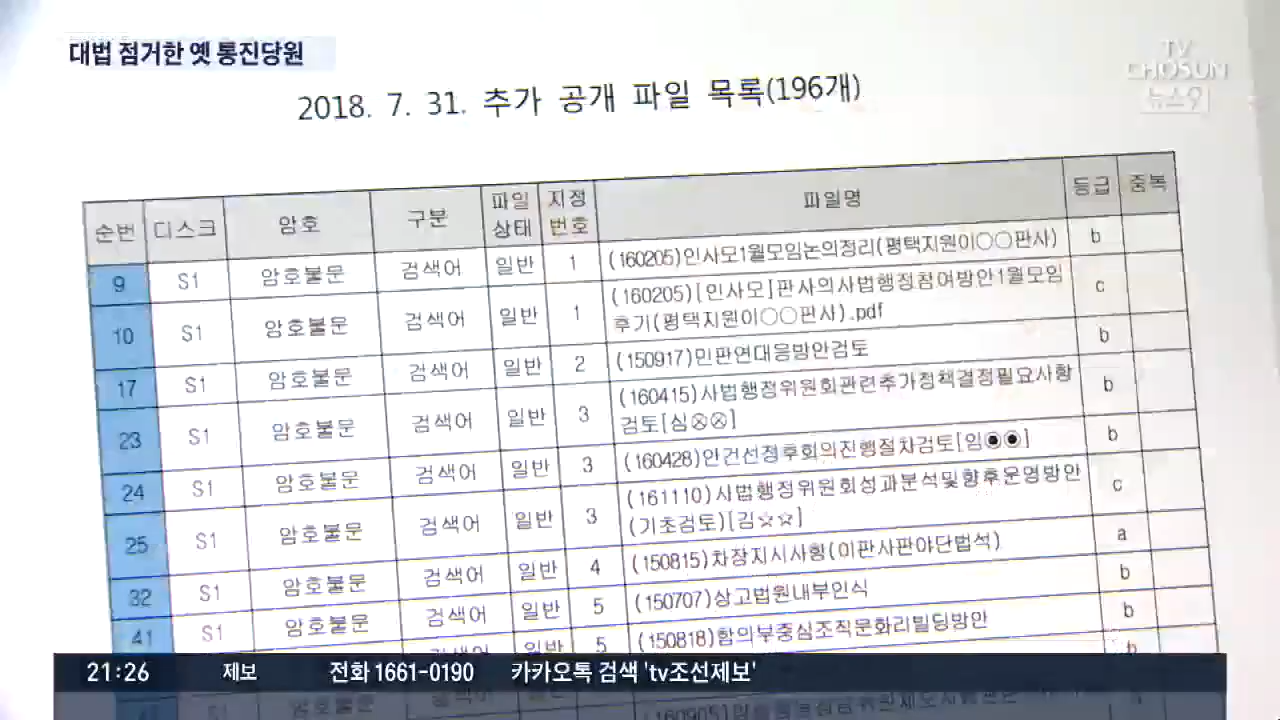 대법 점거한 옛 통진당원
TV
CHOSUN
뉴스9
2018. 7. 31. 추가 공개 파일 목록(196개)
순번 디스크 암호 구분 파일 상태 지정 번호 파일명 등급 중복
9 S1 암호불문 검색어 일반 1 (160205)인사모1월모임논의정리(평택지원이○○판사) b
10 S1 암호불문 검색어 일반 1 (160205)[인사모]판사의사법행정참여방안1월모임
후기(평택지원이○○판사).pdf c
17 S1 암호불문 검색어 일반 2 (150917)민판연대응방안검토 b
23 S1 암호불문 검색어 일반 3 (160415)사법행정위원회관련추가정책결정필요사항
검토[심⊗⊗] b
24 S1 암호불문 검색어 일반 3 (160428)안건선정후회의진행절차검토[임◉◉] b
25 S1 암호불문 검색어 일반 3 (161110)사법행정위원회성과분석및향후운영방안
(기초검토)[김☆☆] c
32 S1 암호불문 검색어 일반 4 (150815)차장지시사항(이판사판야단법석) a
41 S1 암호불문 검색어 일반 5 (150707)상고법원내부인식 b
5 (150818)합의부중심조직문화리빌딩방안 b
21:26 제보 전화 1661-0190 카카오톡 검색 'tv조선제보'